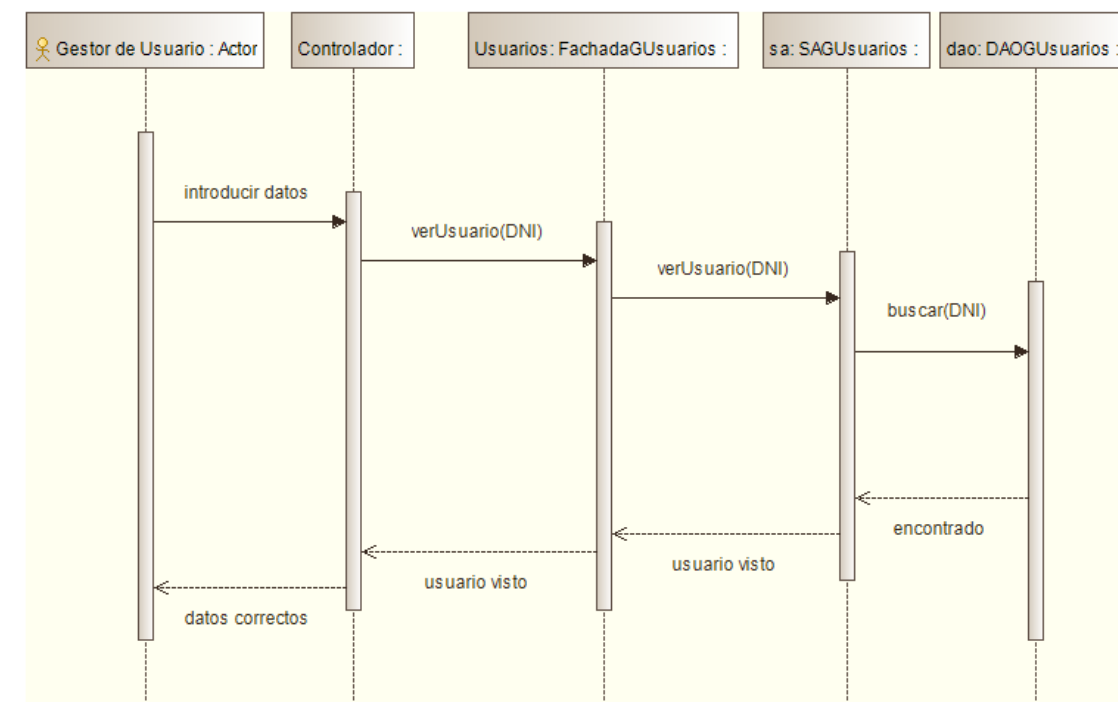 Gestor de Usuario : Actor
Controlador :
Usuarios: FachadaGUsuarios :
sa: SAGUsuarios :
dao: DAOGUsuarios :
introducir datos
verUsuario(DNI)
verUsuario(DNI)
buscar(DNI)
encontrado
usuario visto
usuario visto
datos correctos